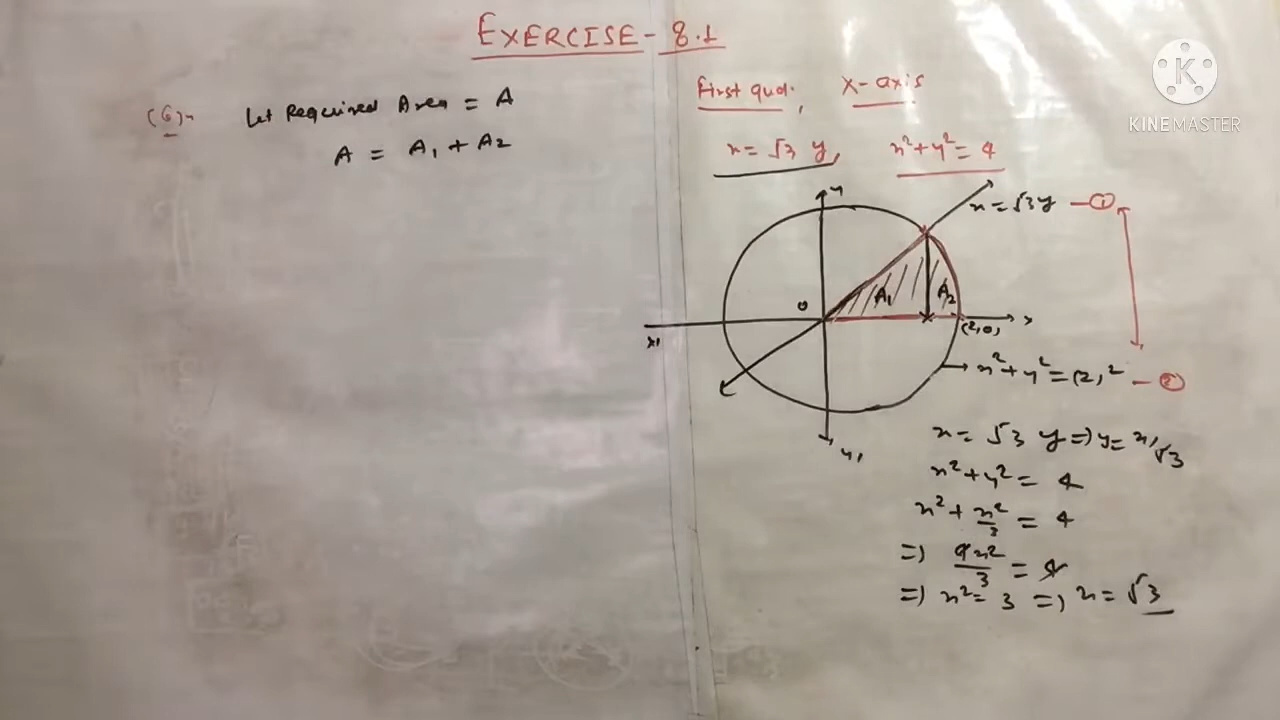 EXERCISE - 8.1
(6)~ Let Required Area = A
A = A₁ + A₂
First quad. , X-axis
x = √3 y, x² + y² = 4
y
x = √3y — ①
O
A₁
A₂
(2,0)
x
x₁
x² + y² = (2)² — ②
y₁
x = √3 y => y = x/√3
x² + y² = 4
x² + x²/3 = 4
=> 4x²/3 = 4
=> x² = 3 => x = √3
K
KINEMASTER